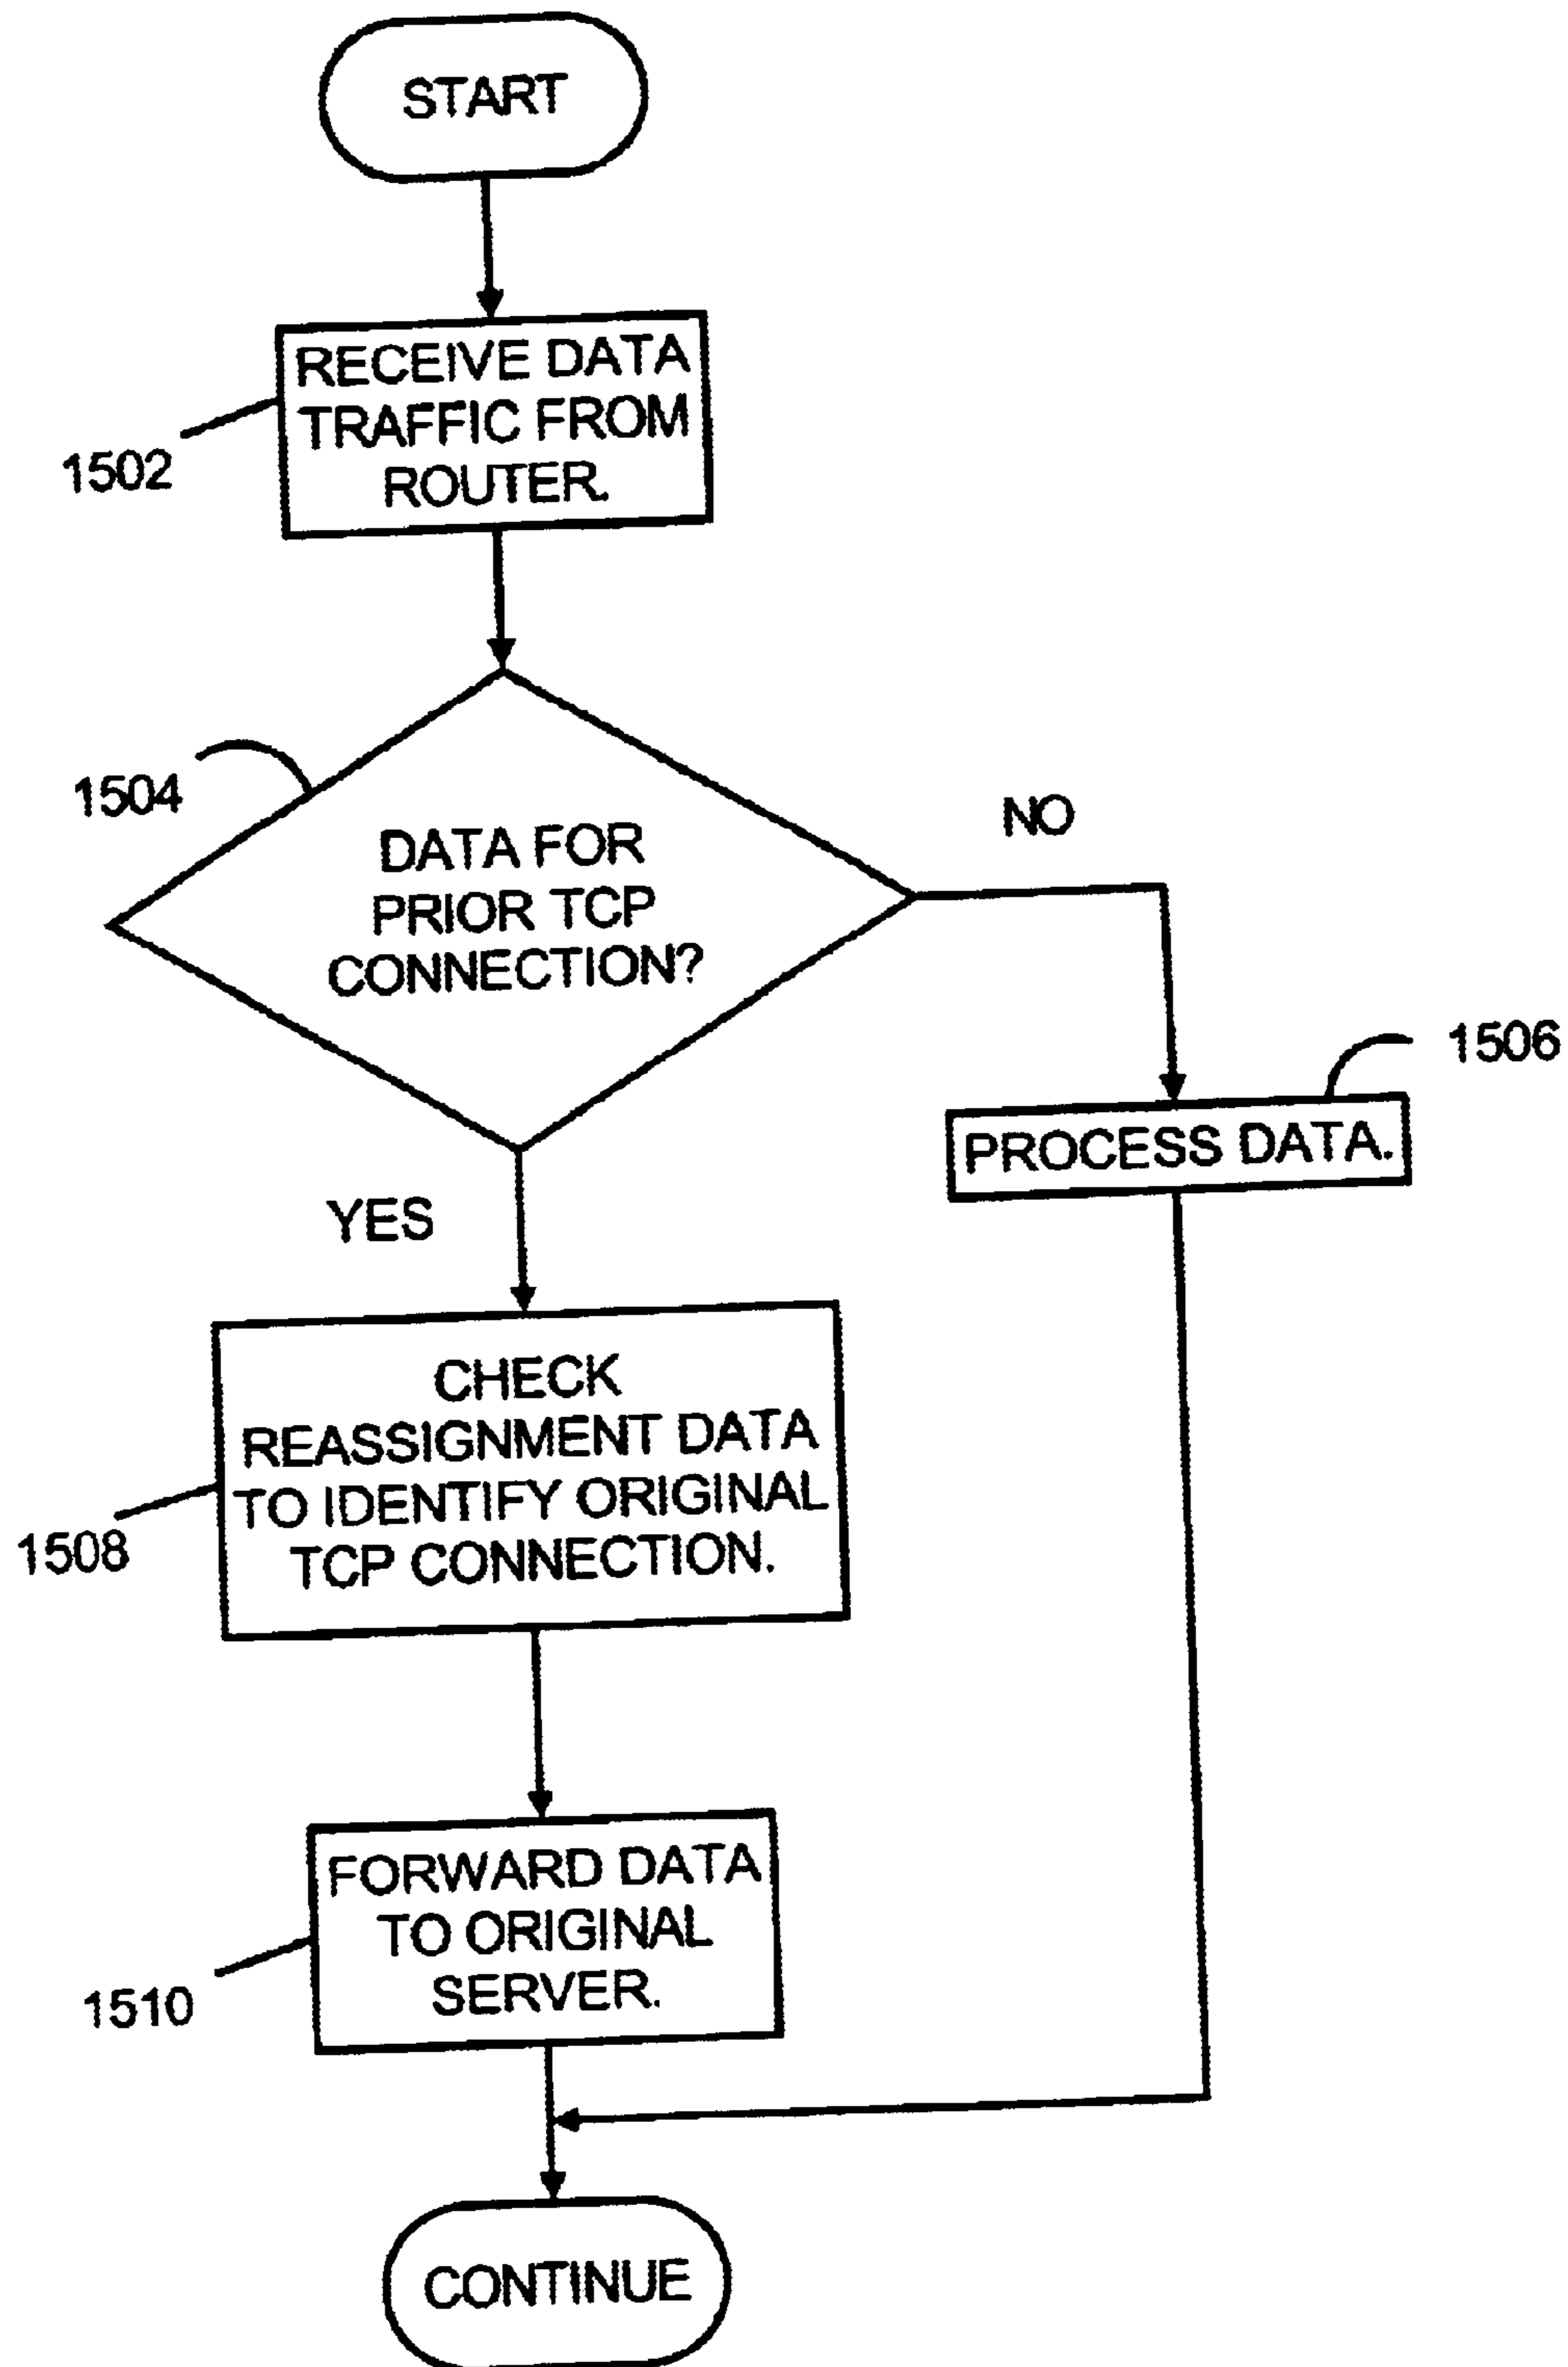 START
RECEIVE DATA
TRAFFIC FROM
ROUTER.
1502
1504
DATA FOR
PRIOR TCP
CONNECTION?
NO
1506
PROCESS DATA.
YES
CHECK
REASSIGNMENT DATA
TO IDENTIFY ORIGINAL
TCP CONNECTION.
1508
FORWARD DATA
TO ORIGINAL
SERVER.
1510
CONTINUE